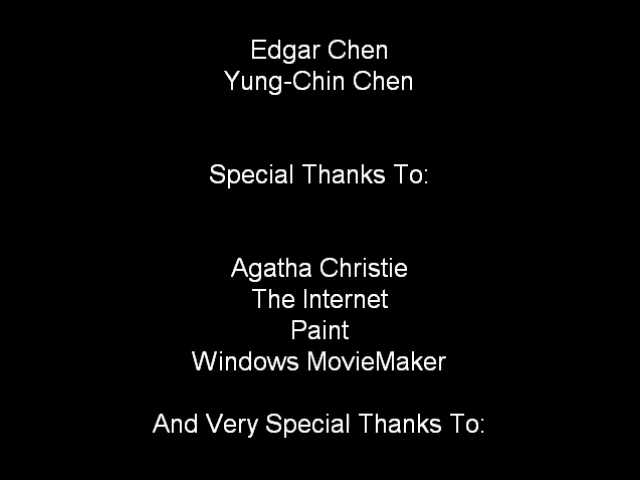 Edgar Chen
Yung-Chin Chen
Special Thanks To:
Agatha Christie
The Internet
Paint
Windows MovieMaker
And Very Special Thanks To: